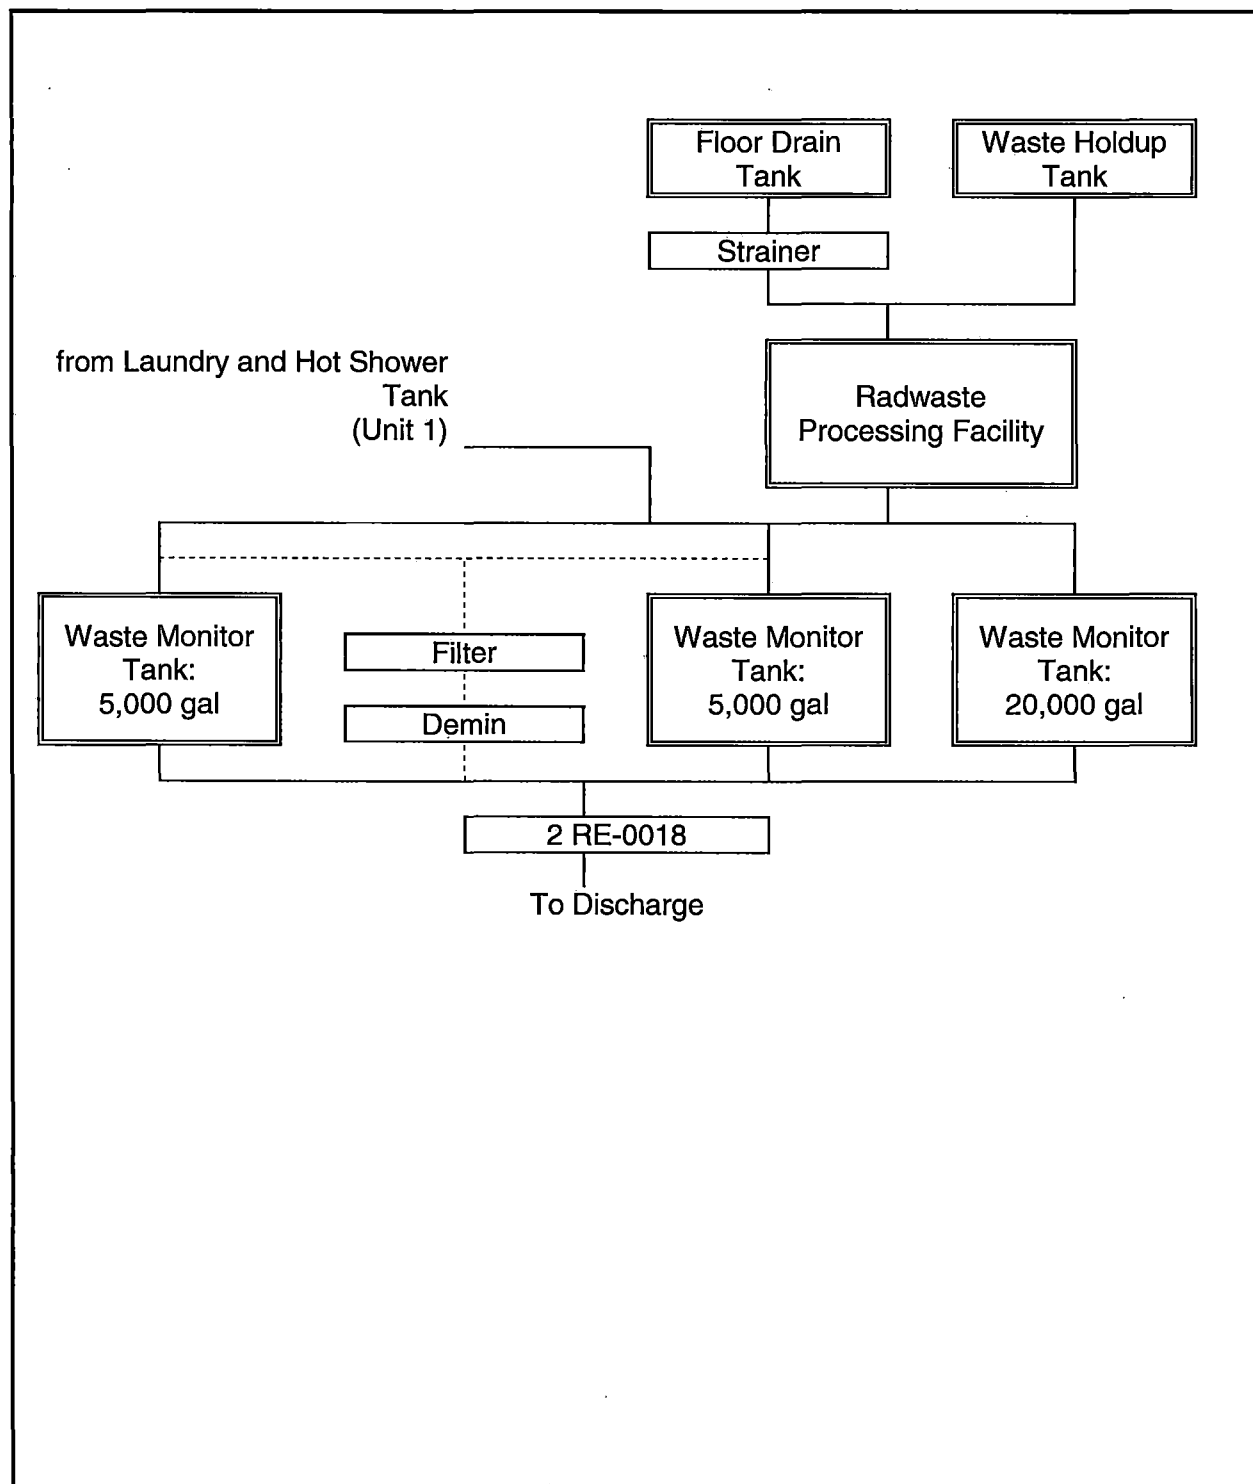 Floor Drain
Tank
Waste Holdup
Tank
Strainer
from Laundry and Hot Shower
Tank
(Unit 1)
Radwaste
Processing Facility
Waste Monitor
Tank:
5,000 gal
Filter
Demin
Waste Monitor
Tank:
5,000 gal
Waste Monitor
Tank:
20,000 gal
2 RE-0018
To Discharge